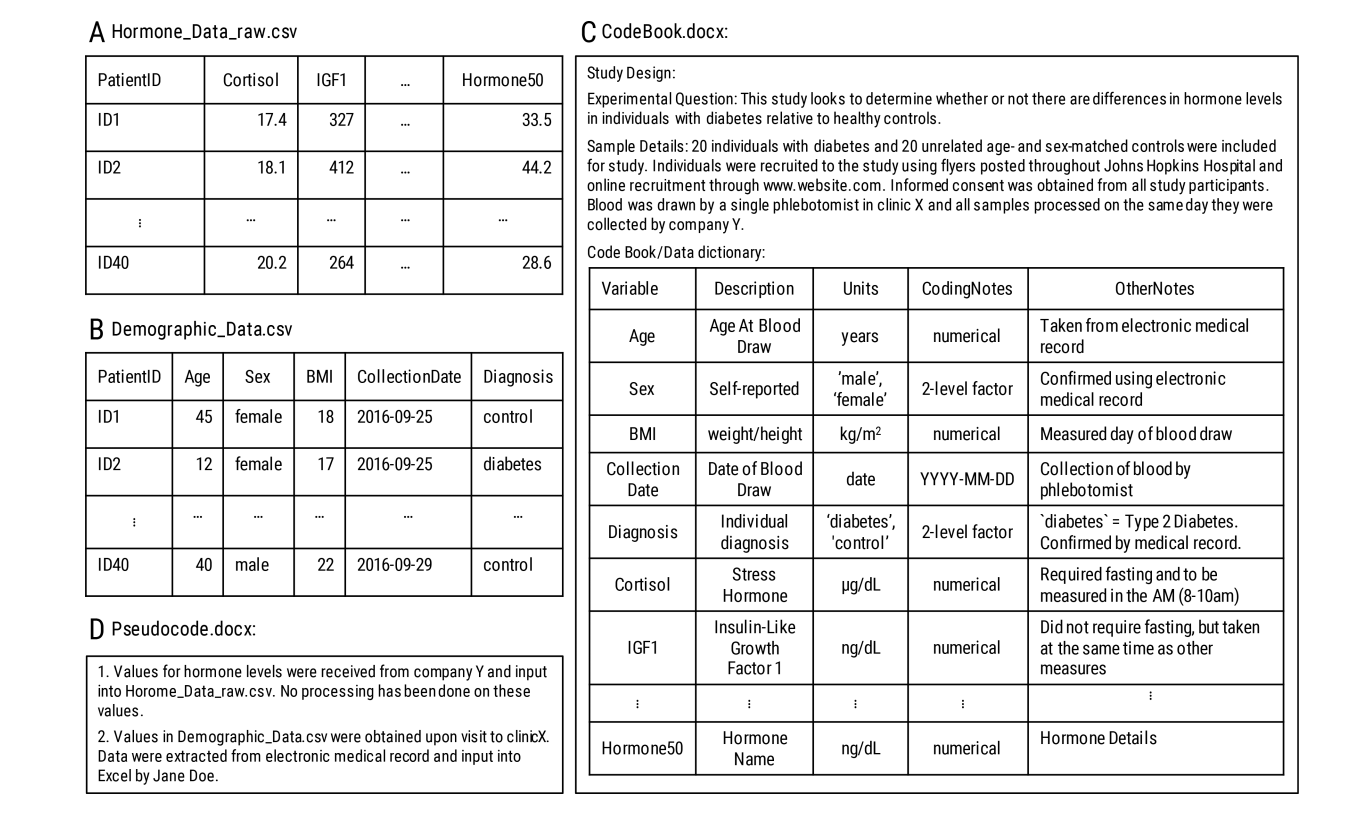 A Hormone_Data_raw.csv
PatientID Cortisol IGF1 ... Hormone50
ID1 17.4 327 ... 33.5
ID2 18.1 412 ... 44.2
⋮ ... ... ... ...
ID40 20.2 264 ... 28.6
B Demographic_Data.csv
PatientID Age Sex BMI CollectionDate Diagnosis
ID1 45 female 18 2016-09-25 control
ID2 12 female 17 2016-09-25 diabetes
⋮ ... ... ... ... ...
ID40 40 male 22 2016-09-29 control
D Pseudocode.docx:
1. Values for hormone levels were received from company Y and input
into Horome_Data_raw.csv. No processing has been done on these
values.
2. Values in Demographic_Data.csv were obtained upon visit to clinicX.
Data were extracted from electronic medical record and input into
Excel by Jane Doe.
C CodeBook.docx:
Study Design:
Experimental Question: This study looks to determine whether or not there are differences in hormone levels
in individuals with diabetes relative to healthy controls.
Sample Details: 20 individuals with diabetes and 20 unrelated age- and sex-matched controls were included
for study. Individuals were recruited to the study using flyers posted throughout Johns Hopkins Hospital and
online recruitment through www.website.com. Informed consent was obtained from all study participants.
Blood was drawn by a single phlebotomist in clinic X and all samples processed on the same day they were
collected by company Y.
Code Book/Data dictionary:
Variable Description Units CodingNotes OtherNotes
Age Age At Blood years numerical Taken from electronic medical
Draw record
Sex Self-reported 'male', 2-level factor Confirmed using electronic
'female' medical record
BMI weight/height kg/m² numerical Measured day of blood draw
Collection Date of Blood date YYYY-MM-DD Collection of blood by
Date Draw phlebotomist
Diagnosis Individual 'diabetes', 2-level factor `diabetes` = Type 2 Diabetes.
diagnosis 'control' Confirmed by medical record.
Cortisol Stress µg/dL numerical Required fasting and to be
Hormone measured in the AM (8-10am)
IGF1 Insulin-Like ng/dL numerical Did not require fasting, but taken
Growth at the same time as other
Factor 1 measures
⋮ ⋮ ⋮ ⋮ ⋮
Hormone50 Hormone ng/dL numerical Hormone Details
Name